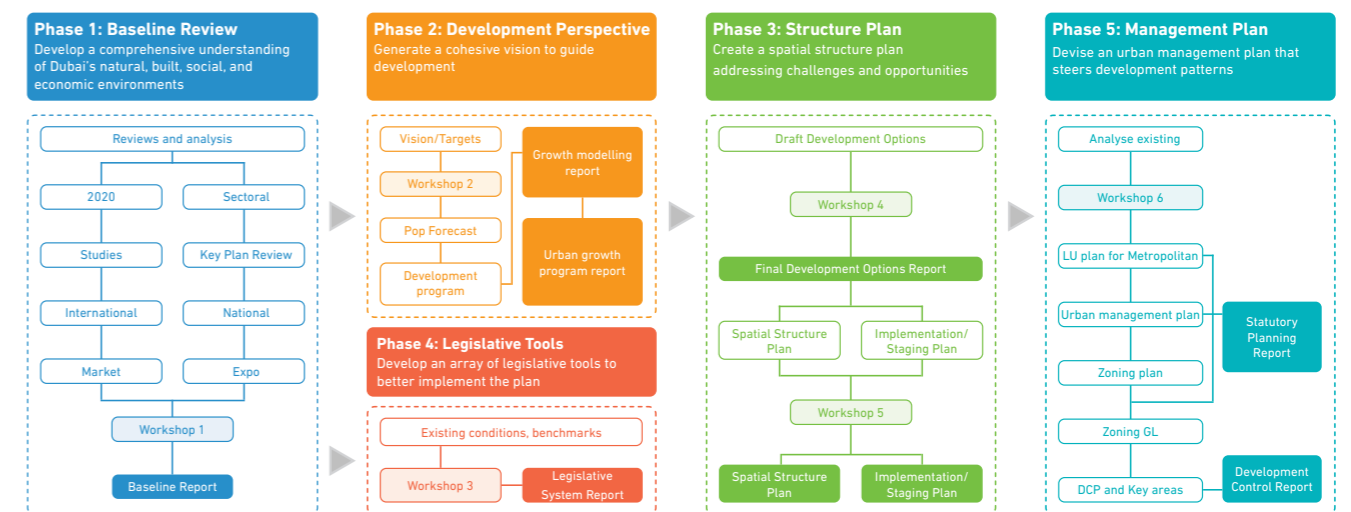 Phase 1: Baseline Review
Develop a comprehensive understanding
of Dubai's natural, built, social, and
economic environments
Reviews and analysis
2020
Sectoral
Studies
Key Plan Review
International
National
Market
Expo
Workshop 1
Baseline Report
Phase 2: Development Perspective
Generate a cohesive vision to guide
development
Vision/Targets
Workshop 2
Pop Forecast
Development
program
Growth modelling
report
Urban growth
program report
Phase 4: Legislative Tools
Develop an array of legislative tools to
better implement the plan
Existing conditions, benchmarks
Workshop 3
Legislative
System Report
Phase 3: Structure Plan
Create a spatial structure plan
addressing challenges and opportunities
Draft Development Options
Workshop 4
Final Development Options Report
Spatial Structure
Plan
Implementation/
Staging Plan
Workshop 5
Spatial Structure
Plan
Implementation/
Staging Plan
Phase 5: Management Plan
Devise an urban management plan that
steers development patterns
Analyse existing
Workshop 6
LU plan for Metropolitan
Urban management plan
Zoning plan
Statutory
Planning
Report
Zoning GL
DCP and Key areas
Development
Control Report